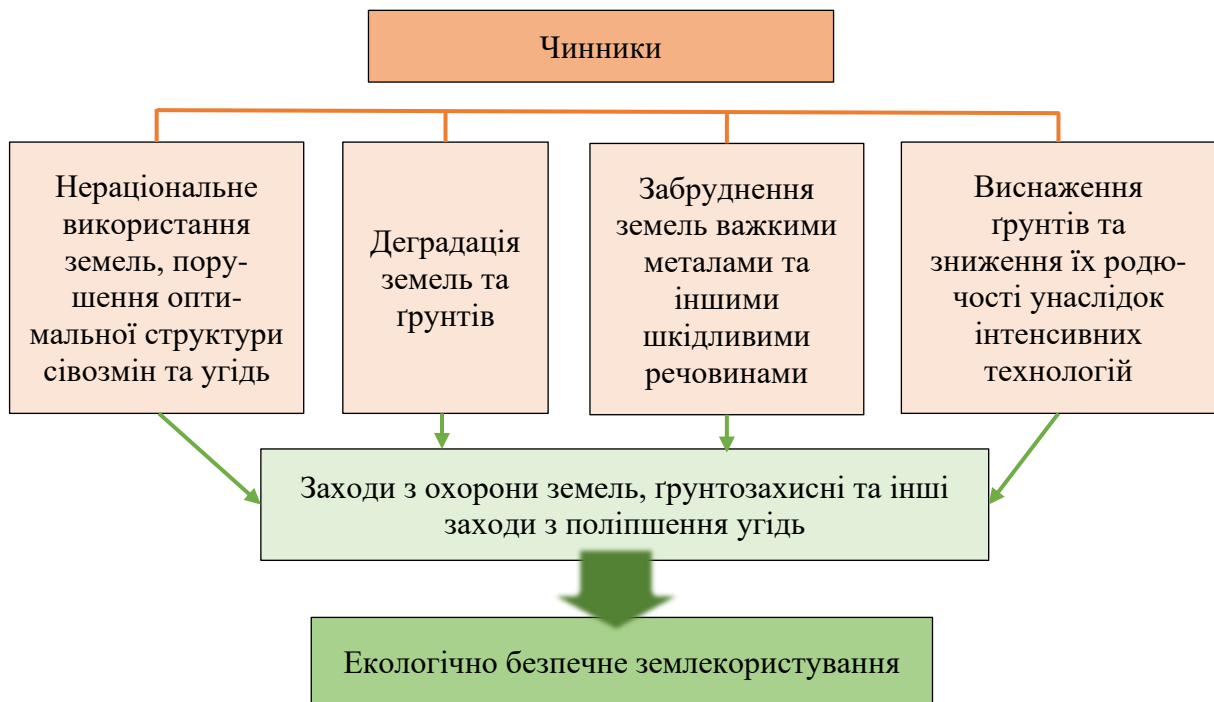 Чинники
Нераціональне
використання
земель, пору-
шення опти-
мальної структури
сівозмін та угідь
Деградація
земель та
ґрунтів
Забруднення
земель важкими
металами та
іншими
шкідливими
речовинами
Виснаження
ґрунтів та
зниження їх родю-
чості унаслідок
інтенсивних
технологій
Заходи з охорони земель, ґрунтозахисні та інші
заходи з поліпшення угідь
Екологічно безпечне землекористування